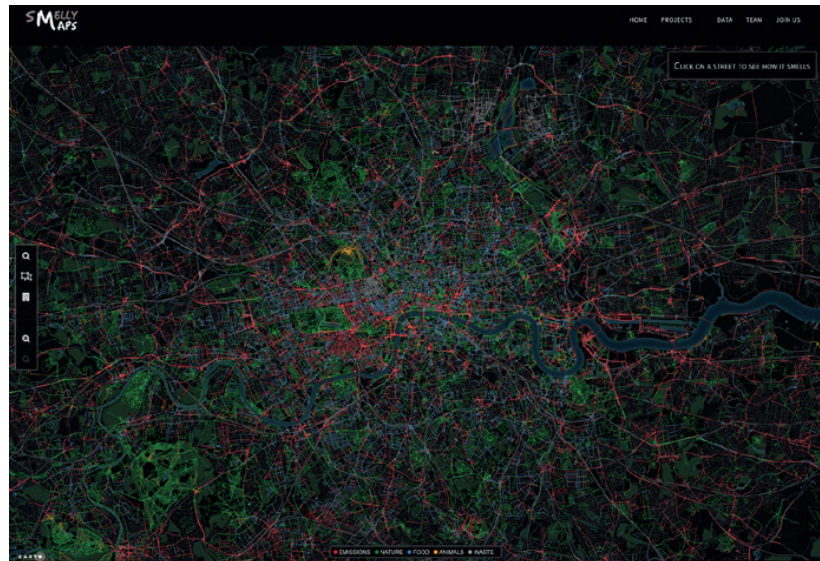 SMELLY
MAPS
HOME PROJECTS DATA TEAM JOIN US
CLICK ON A STREET TO SEE HOW IT SMELLS
EMISSIONS NATURE FOOD ANIMALS WASTE
CARTO